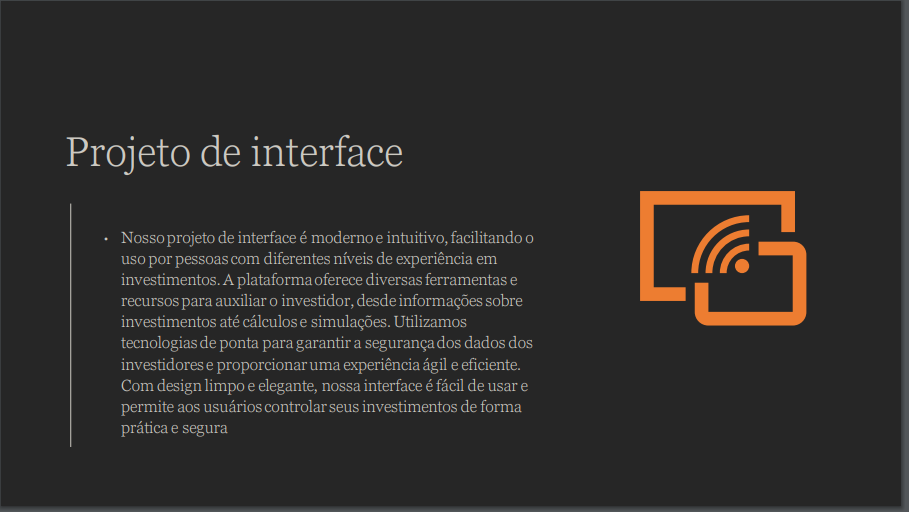 Projeto de interface
• Nosso projeto de interface é moderno e intuitivo, facilitando o
uso por pessoas com diferentes níveis de experiência em
investimentos. A plataforma oferece diversas ferramentas e
recursos para auxiliar o investidor, desde informações sobre
investimentos até cálculos e simulações. Utilizamos
tecnologias de ponta para garantir a segurança dos dados dos
investidores e proporcionar uma experiência ágil e eficiente.
Com design limpo e elegante, nossa interface é fácil de usar e
permite aos usuários controlar seus investimentos de forma
prática e segura